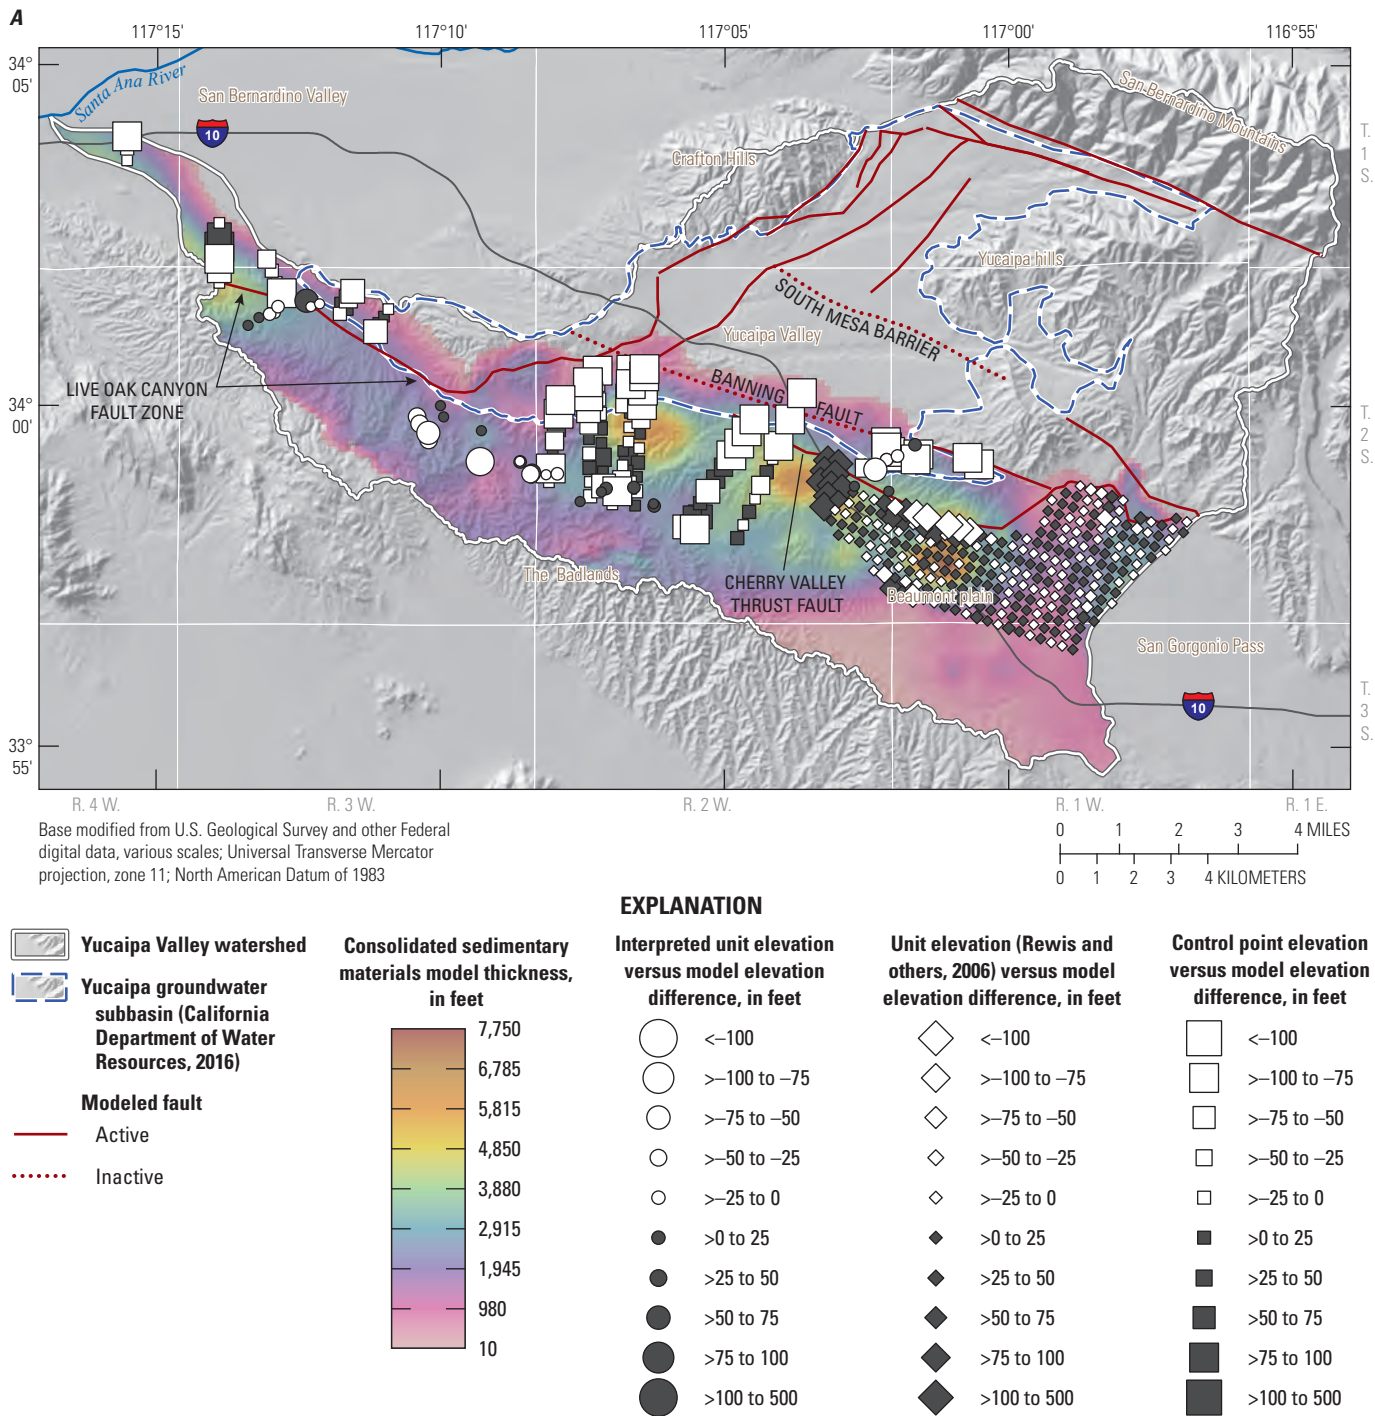 A
117°15'
117°10'
117°05'
117°00'
116°55'
34°
05'
Santa Ana River
San Bernardino Valley
10
San Bernardino Mountains
T.
1
S.
Crafton Hills
Yucaipa hills
SOUTH MESA BARRIER
Yucaipa Valley
LIVE OAK CANYON
FAULT ZONE
BANNING FAULT
34°
00'
T.
2
S.
CHERRY VALLEY
THRUST FAULT
The Badlands
Beaumont plain
San Gorgonio Pass
10
T.
3
S.
33°
55'
R. 4 W.
R. 3 W.
R. 2 W.
R. 1 W.
R. 1 E.
Base modified from U.S. Geological Survey and other Federal
digital data, various scales; Universal Transverse Mercator
projection, zone 11; North American Datum of 1983
0 1 2 3 4 MILES
0 1 2 3 4 KILOMETERS
EXPLANATION
Yucaipa Valley watershed
Yucaipa groundwater
subbasin (California
Department of Water
Resources, 2016)
Modeled fault
Active
Inactive
Consolidated sedimentary
materials model thickness,
in feet
7,750
6,785
5,815
4,850
3,880
2,915
1,945
980
10
Interpreted unit elevation
versus model elevation
difference, in feet
<–100
>–100 to –75
>–75 to –50
>–50 to –25
>–25 to 0
>0 to 25
>25 to 50
>50 to 75
>75 to 100
>100 to 500
Unit elevation (Rewis and
others, 2006) versus model
elevation difference, in feet
<–100
>–100 to –75
>–75 to –50
>–50 to –25
>–25 to 0
>0 to 25
>25 to 50
>50 to 75
>75 to 100
>100 to 500
Control point elevation
versus model elevation
difference, in feet
<–100
>–100 to –75
>–75 to –50
>–50 to –25
>–25 to 0
>0 to 25
>25 to 50
>50 to 75
>75 to 100
>100 to 500